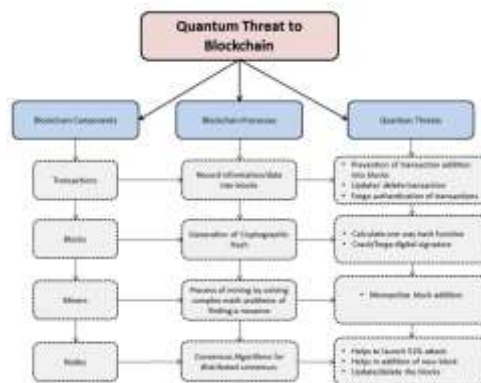 Quantum Threat to
Blockchain
Blockchain Components
Blockchain Processes
Quantum Threats
Transactions
Record information/data
into blocks
• Prevention of transaction addition
into blocks
• Update/ delete transaction
• Forge authentication of transactions
Blocks
Generation of Cryptographic
Hash
• Calculate one way hash function
• Crack/forge digital signature
Miners
Process of mining by solving
complex math problems of
finding a nonce
• Monopolise block addition
Nodes
Consensus Algorithms for
distributed consensus
• Helps to launch 51% attack
• Helps in addition of new block
• Update/delete the blocks